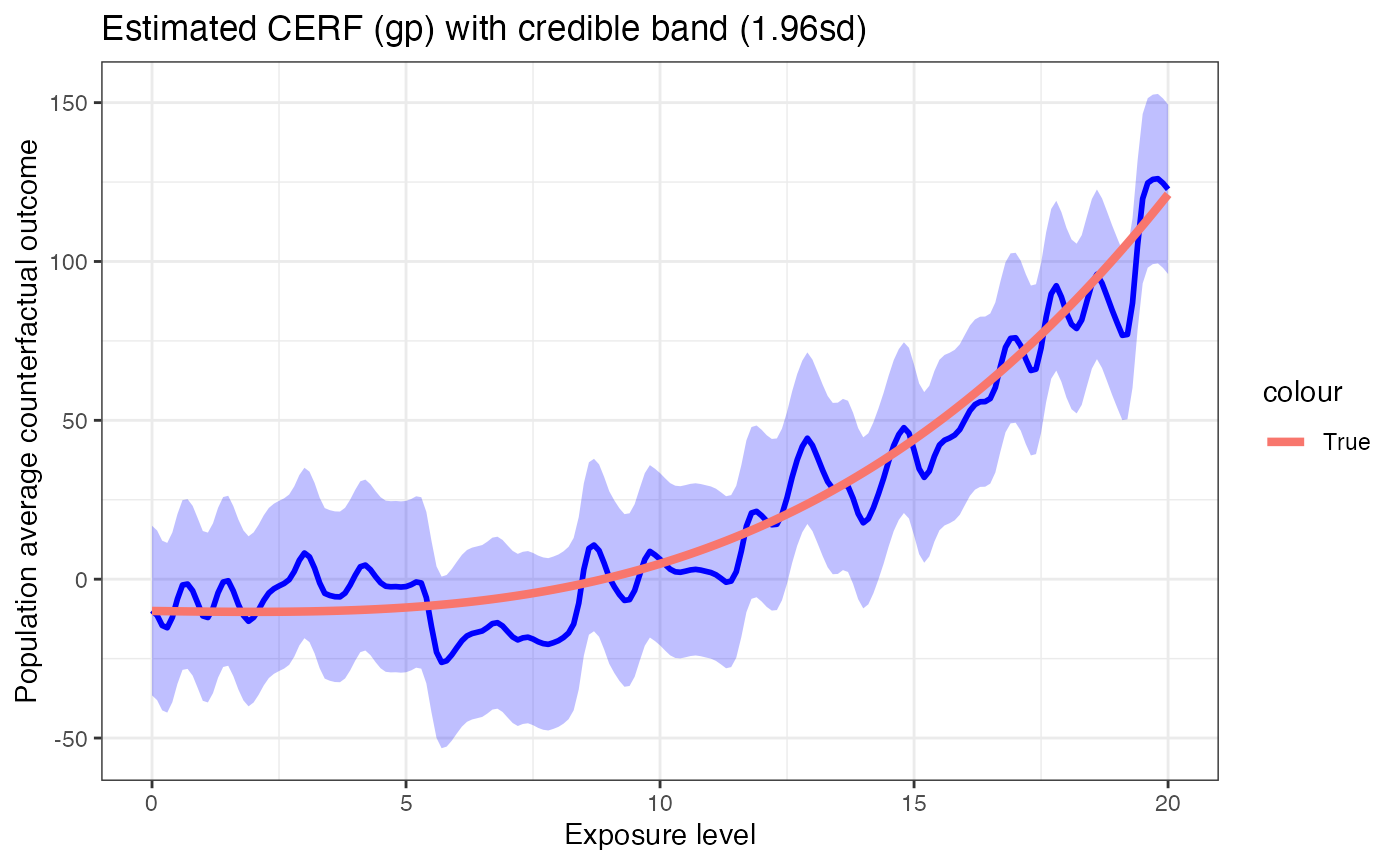 Estimated CERF (gp) with credible band (1.96sd)
Population average counterfactual outcome
150
100
50
0
-50
0
5
10
15
20
Exposure level
colour
True